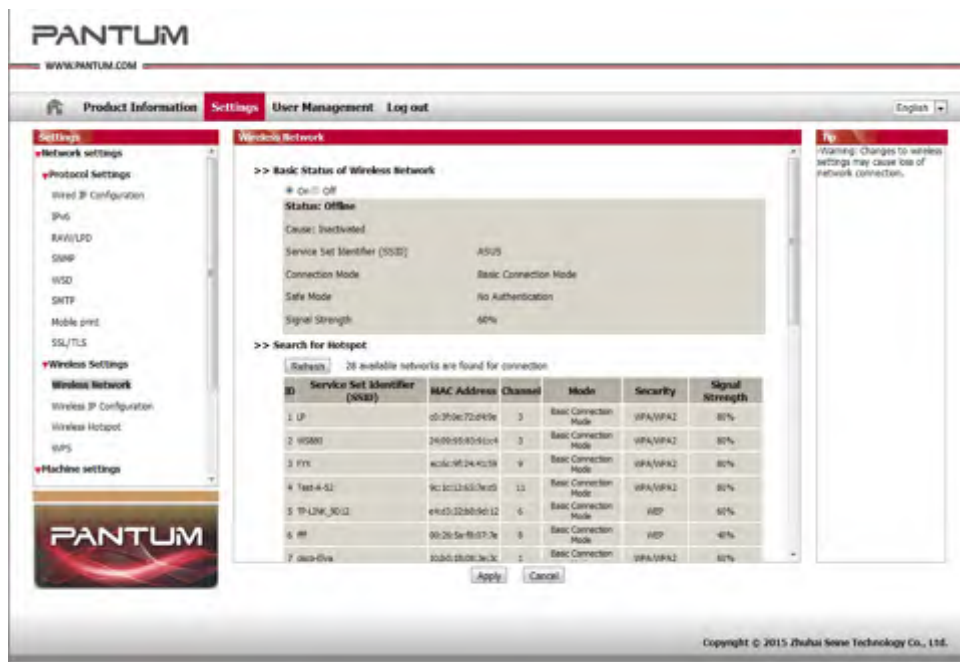 PANTUM
WWW.PANTUM.COM
Product Information Settings User Management Log out
English
Settings
Network settings
Protocol Settings
Wired IP Configuration
IPv6
RAW/LPD
SNMP
WSD
SMTP
Mobile print
SSL/TLS
Wireless Settings
Wireless Network
Wireless IP Configuration
Wireless Hotspot
WPS
Machine settings
PANTUM
Wireless Network
>> Basic Status of Wireless Network
On Off
Status: Offline
Cause: Inactivated
Service Set Identifier (SSID) ASUS
Connection Mode Basic Connection Mode
Safe Mode No Authentication
Signal Strength 60%
>> Search for Hotspot
Refresh 28 available networks are found for connection
ID Service Set Identifier (SSID) MAC Address Channel Mode Security Signal Strength
1 LP 3 Basic Connection Mode WPA/WPA2 80%
2 WS880 3 Basic Connection Mode WPA/WPA2 80%
3 9 Basic Connection Mode WPA/WPA2 80%
4 Test-A-S2 11 Basic Connection Mode WPA/WPA2 80%
5 6 Basic Connection Mode WEP 60%
6 8 Basic Connection Mode WEP 40%
7 1 Basic Connection WPA/WPA2 60%
Apply Cancel
Tip
-Warning: Changes to wireless
settings may cause loss of
network connection.
Copyright © 2015 Zhuhai Seine Technology Co., Ltd.